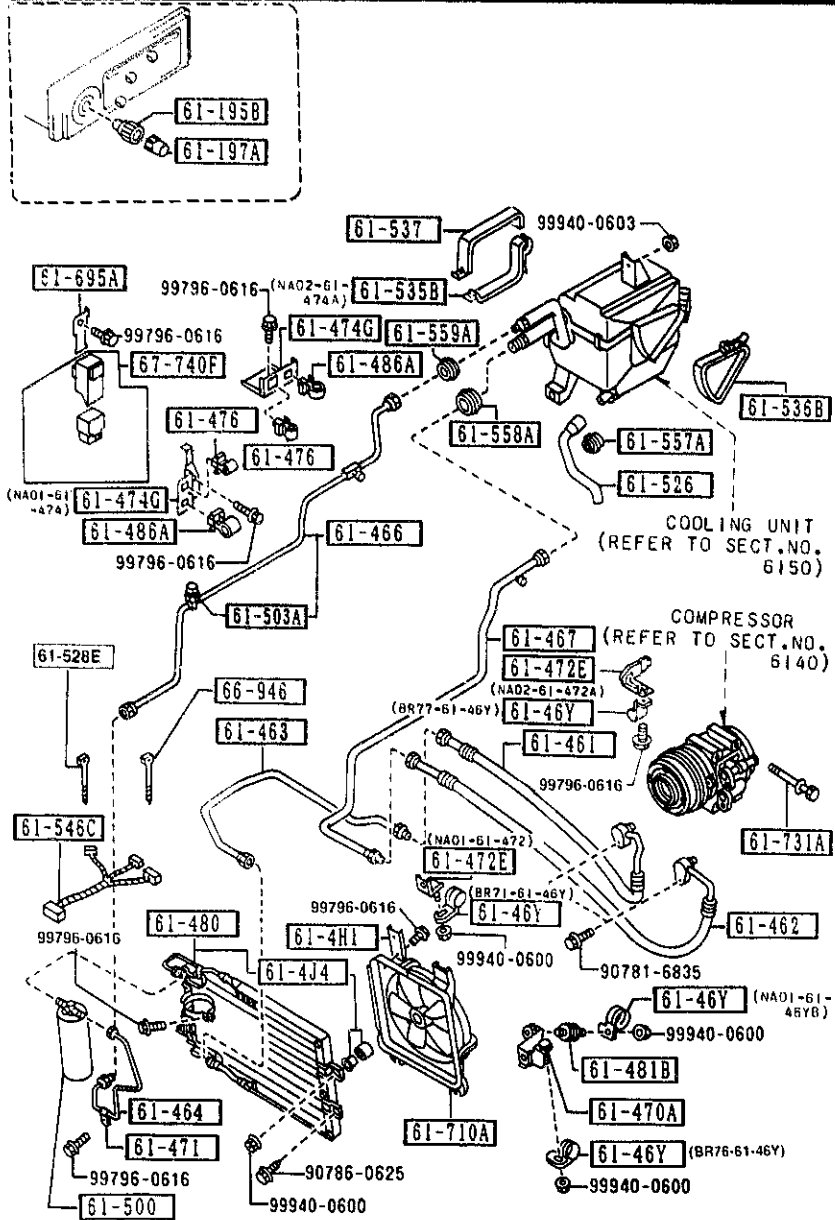 61-195B
61-197A
61-537
99940-0603
61-695A
99796-0616
(NA02-61-
474A)
61-535B
99796-0616
61-474G
61-559A
67-740F
61-486A
61-536B
61-476
61-558A
61-557A
61-476
61-526
(NA01-61
-474)
61-474G
61-486A
61-466
99796-0616
COOLING UNIT
(REFER TO SECT.NO.
6150)
61-503A
COMPRESSOR
(REFER TO SECT.NO.
6140)
61-467
61-528E
61-472E
66-946
(NA02-61-472A)
(BR77-61-46Y)
61-46Y
61-463
61-461
99796-0616
61-546C
61-731A
(NA01-61-472)
61-472E
(BR71-61-46Y)
99796-0616
61-46Y
61-480
61-462
61-4H1
99796-0616
99940-0600
61-4J4
90781-6835
61-46Y
(NA01-61-
46YB)
99940-0600
61-481B
61-464
61-470A
61-471
61-710A
61-46Y
(BR76-61-46Y)
99796-0616
90786-0625
99940-0600
61-500
99940-0600